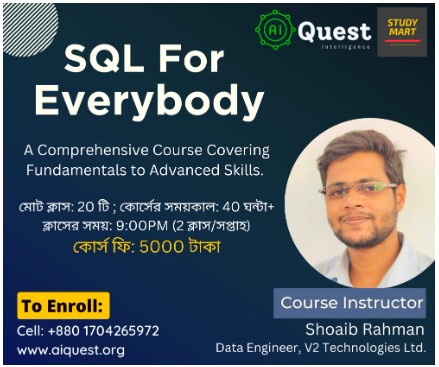 AI Quest
Intelligence
STUDY
MART
SQL For
Everybody
A Comprehensive Course Covering
Fundamentals to Advanced Skills.
মোট ক্লাস: 20 টি ; কোর্সের সময়কাল: 40 ঘন্টা+
ক্লাসের সময়: 9:00PM (2 ক্লাস/সপ্তাহ)
কোর্স ফি: 5000 টাকা
To Enroll:
Cell: +880 1704265972
www.aiquest.org
Course Instructor
Shoaib Rahman
Data Engineer, V2 Technologies Ltd.